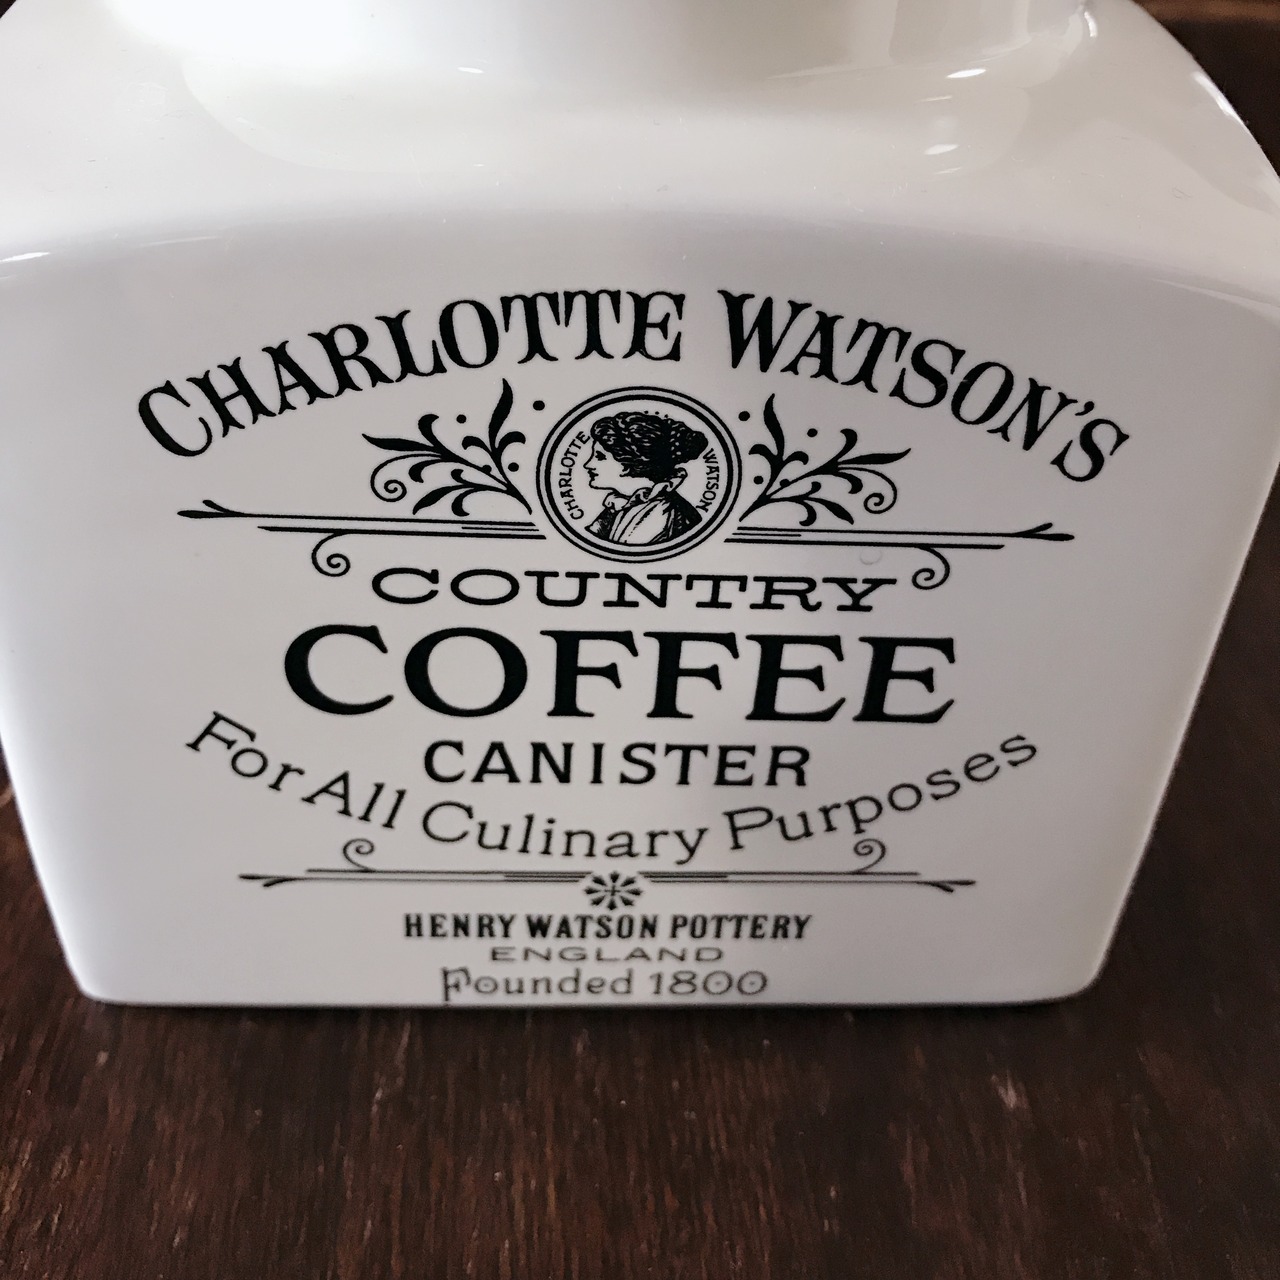 CHARLOTTE WATSON'S
CHARLOTTE WATSON
COUNTRY
COFFEE
CANISTER
For All Culinary Purposes
HENRY WATSON POTTERY
ENGLAND
Founded 1800